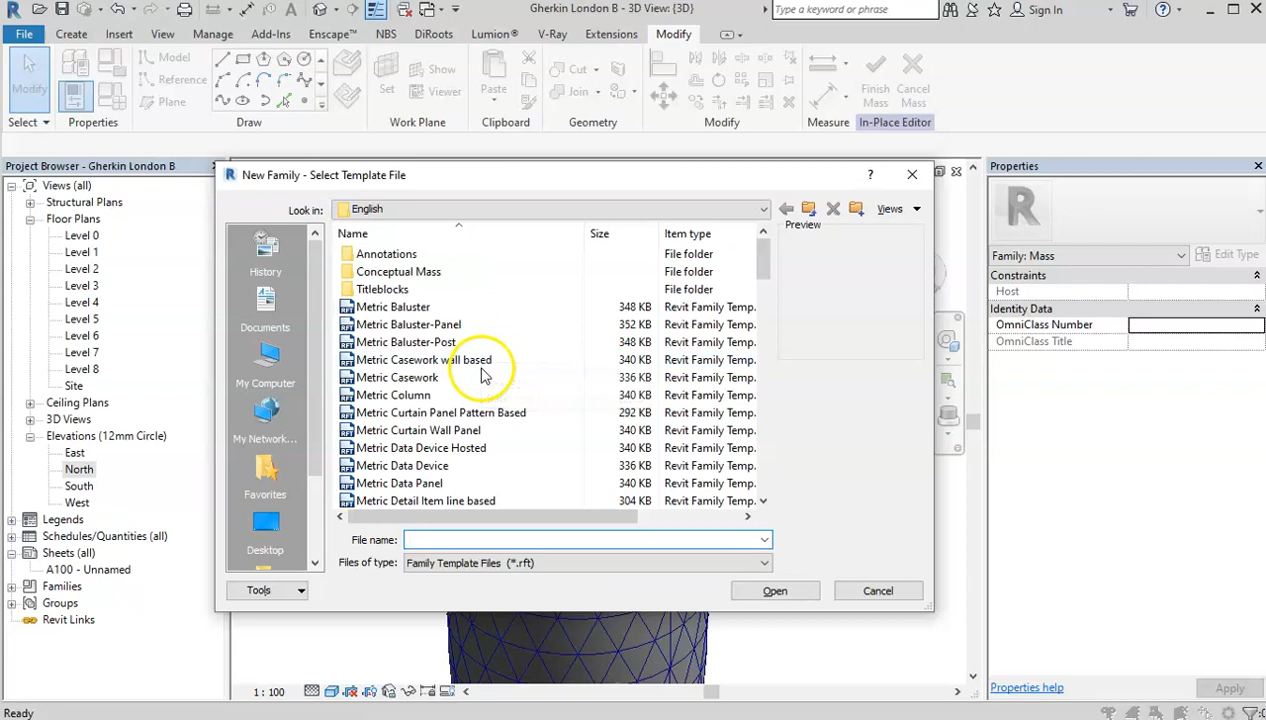 Gherkin London B - 3D View: {3D}
Type a keyword or phrase
Sign In
File
Create
Insert
View
Manage
Add-Ins
Enscape™
NBS
DiRoots
Lumion®
V-Ray
Extensions
Modify
Modify
Model
Reference
Plane
Set
Show
Viewer
Paste
Cut
Join
Finish
Mass
Cancel
Mass
Select
Properties
Draw
Work Plane
Clipboard
Geometry
Modify
Measure
In-Place Editor
Project Browser - Gherkin London B
Views (all)
Structural Plans
Floor Plans
Level 0
Level 1
Level 2
Level 3
Level 4
Level 5
Level 6
Level 7
Level 8
Site
Ceiling Plans
3D Views
Elevations (12mm Circle)
East
North
South
West
Legends
Schedules/Quantities (all)
Sheets (all)
A100 - Unnamed
Families
Groups
Revit Links
New Family - Select Template File
Look in:
English
Views
History
Documents
My Computer
My Network...
Favorites
Desktop
Name Size Item type
Annotations File folder
Conceptual Mass File folder
Titleblocks File folder
Metric Baluster 348 KB Revit Family Temp.
Metric Baluster-Panel 352 KB Revit Family Temp.
Metric Baluster-Post 348 KB Revit Family Temp.
Metric Casework wall based 340 KB Revit Family Temp.
Metric Casework 336 KB Revit Family Temp.
Metric Column 340 KB Revit Family Temp.
Metric Curtain Panel Pattern Based 292 KB Revit Family Temp.
Metric Curtain Wall Panel 340 KB Revit Family Temp.
Metric Data Device Hosted 340 KB Revit Family Temp.
Metric Data Device 336 KB Revit Family Temp.
Metric Data Panel 340 KB Revit Family Temp.
Metric Detail Item line based 304 KB Revit Family Temp.
Preview
File name:
Files of type: Family Template Files (*.rft)
Tools
Open
Cancel
Properties
Family: Mass
Edit Type
Constraints
Host
Identity Data
OmniClass Number
OmniClass Title
Properties help
Apply
1 : 100
Ready